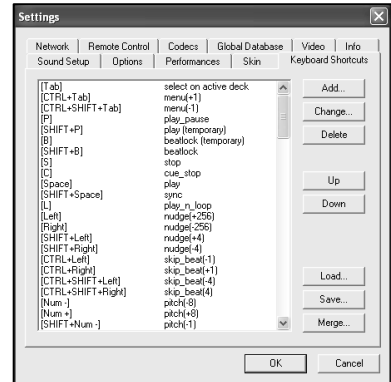 Settings
Network Remote Control Codecs Global Database Video Info
Sound Setup Options Performances Skin Keyboard Shortcuts
[Tab] select on active deck
[CTRL+Tab] menu(+1)
[CTRL+SHIFT+Tab] menu(-1)
[P] play_pause
[SHIFT+P] play (temporary)
[B] beatlock (temporary)
[SHIFT+B] beatlock
[S] stop
[C] cue_stop
[Space] play
[SHIFT+Space] sync
[L] play_n_loop
[Left] nudge(+256)
[Right] nudge(-256)
[SHIFT+Left] nudge(+4)
[SHIFT+Right] nudge(-4)
[CTRL+Left] skip_beat(-1)
[CTRL+Right] skip_beat(+1)
[CTRL+SHIFT+Left] skip_beat(-4)
[CTRL+SHIFT+Right] skip_beat(4)
[Num -] pitch(-8)
[Num +] pitch(+8)
[SHIFT+Num -] pitch(-1)
Add...
Change...
Delete
Up
Down
Load...
Save...
Merge...
OK Cancel